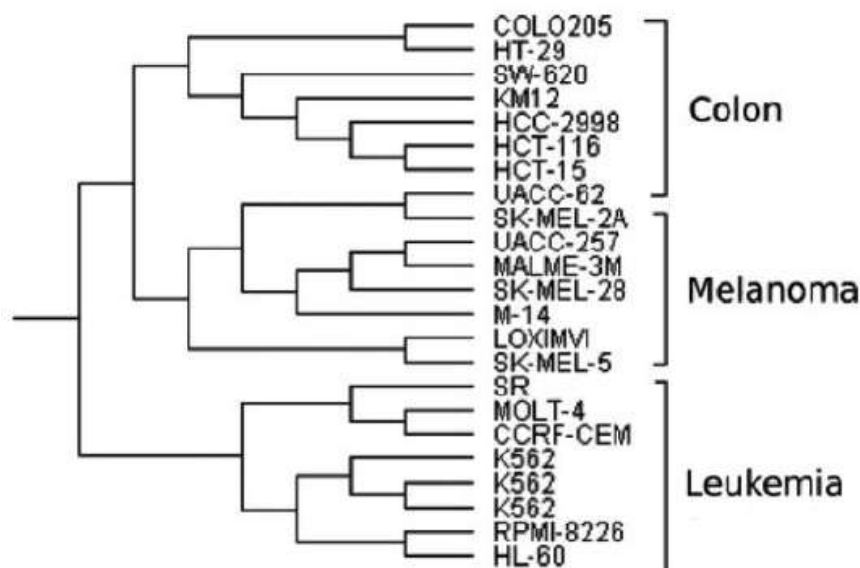 COLO205
HT-29
SW-620
KM12
HCC-2998
HCT-116
HCT-15
UACC-62
Colon
SK-MEL-2A
UACC-257
MALME-3M
SK-MEL-28
M-14
LOXIMVI
SK-MEL-5
Melanoma
SR
MOLT-4
CCRF-CEM
K562
K562
K562
RPMI-8226
HL-60
Leukemia